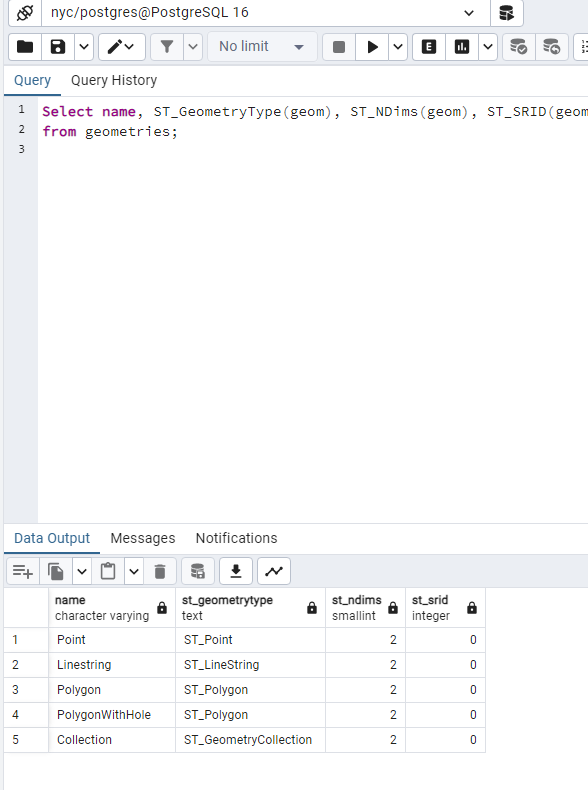 nyc/postgres@PostgreSQL 16
No limit
E
Query Query History
1 Select name, ST_GeometryType(geom), ST_NDims(geom), ST_SRID(geom
2 from geometries;
3
Data Output Messages Notifications
name st_geometrytype st_ndims st_srid
character varying text smallint integer
1 Point ST_Point 2 0
2 Linestring ST_LineString 2 0
3 Polygon ST_Polygon 2 0
4 PolygonWithHole ST_Polygon 2 0
5 Collection ST_GeometryCollection 2 0